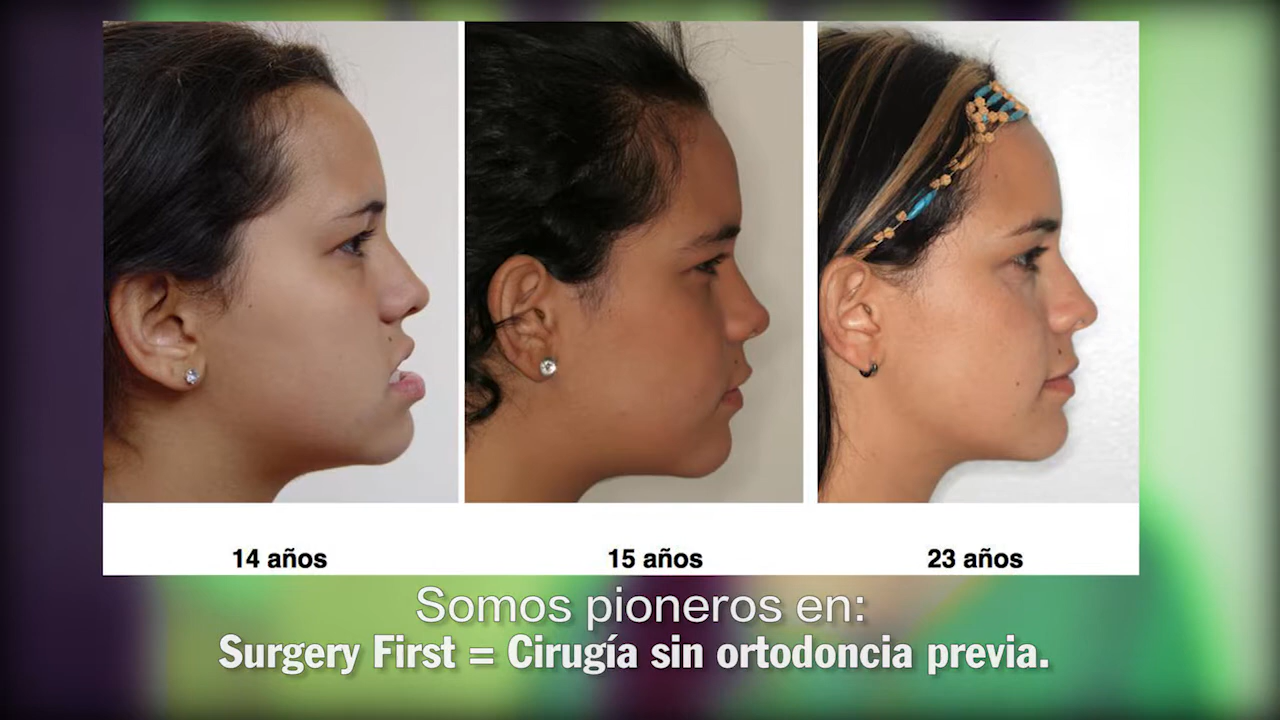 14 años
15 años
23 años
Somos pioneros en:
Surgery First = Cirugía sin ortodoncia previa.